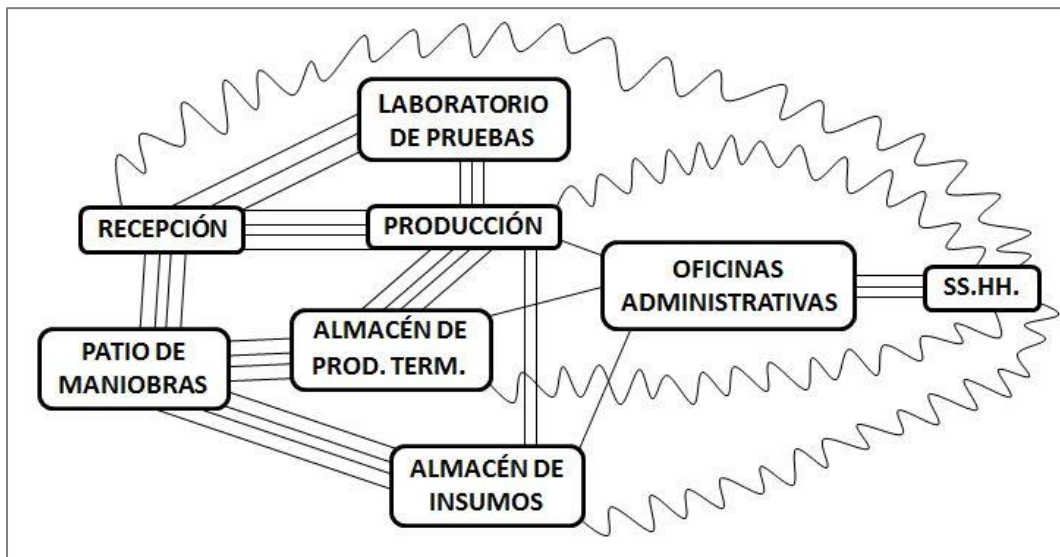 LABORATORIO
DE PRUEBAS
RECEPCIÓN
PRODUCCIÓN
OFICINAS
ADMINISTRATIVAS
SS.HH.
PATIO DE
MANIOBRAS
ALMACÉN DE
PROD. TERM.
ALMACÉN DE
INSUMOS